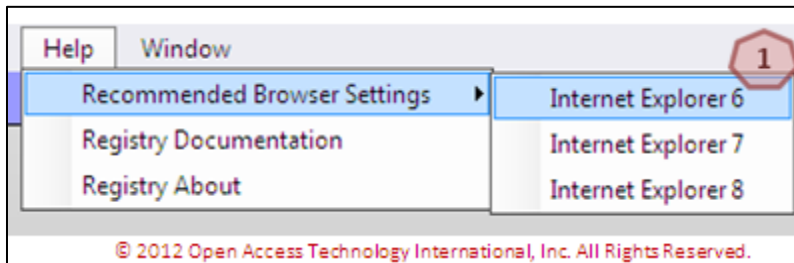 Help Window
1
Recommended Browser Settings
Internet Explorer 6
Registry Documentation
Internet Explorer 7
Registry About
Internet Explorer 8
© 2012 Open Access Technology International, Inc. All Rights Reserved.